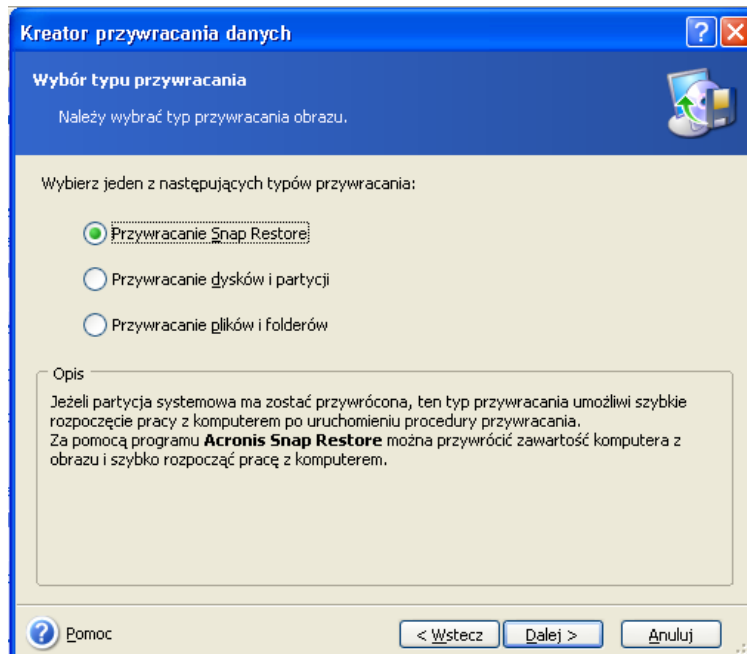 Kreator przywracania danych
Wybór typu przywracania
Należy wybrać typ przywracania obrazu.
Wybierz jeden z następujących typów przywracania:
Przywracanie Snap Restore
Przywracanie dysków i partycji
Przywracanie plików i folderów
Opis
Jeżeli partycja systemowa ma zostać przywrócona, ten typ przywracania umożliwi szybkie
rozpoczęcie pracy z komputerem po uruchomieniu procedury przywracania.
Za pomocą programu Acronis Snap Restore można przywrócić zawartość komputera z
obrazu i szybko rozpocząć pracę z komputerem.
Pomoc
< Wstecz
Dalej >
Anuluj